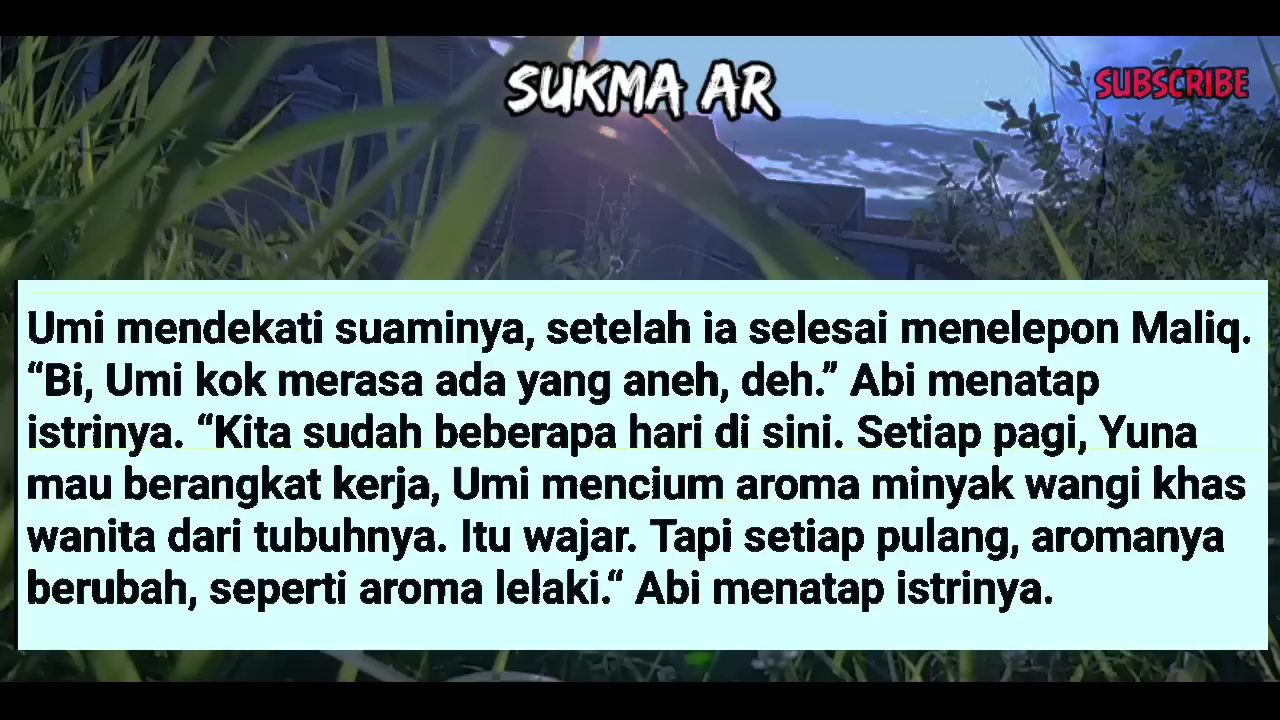 SUKMA AR
SUBSCRIBE
Umi mendekati suaminya, setelah ia selesai menelepon Maliq.
“Bi, Umi kok merasa ada yang aneh, deh.” Abi menatap
istrinya. “Kita sudah beberapa hari di sini. Setiap pagi, Yuna
mau berangkat kerja, Umi mencium aroma minyak wangi khas
wanita dari tubuhnya. Itu wajar. Tapi setiap pulang, aromanya
berubah, seperti aroma lelaki.“ Abi menatap istrinya.